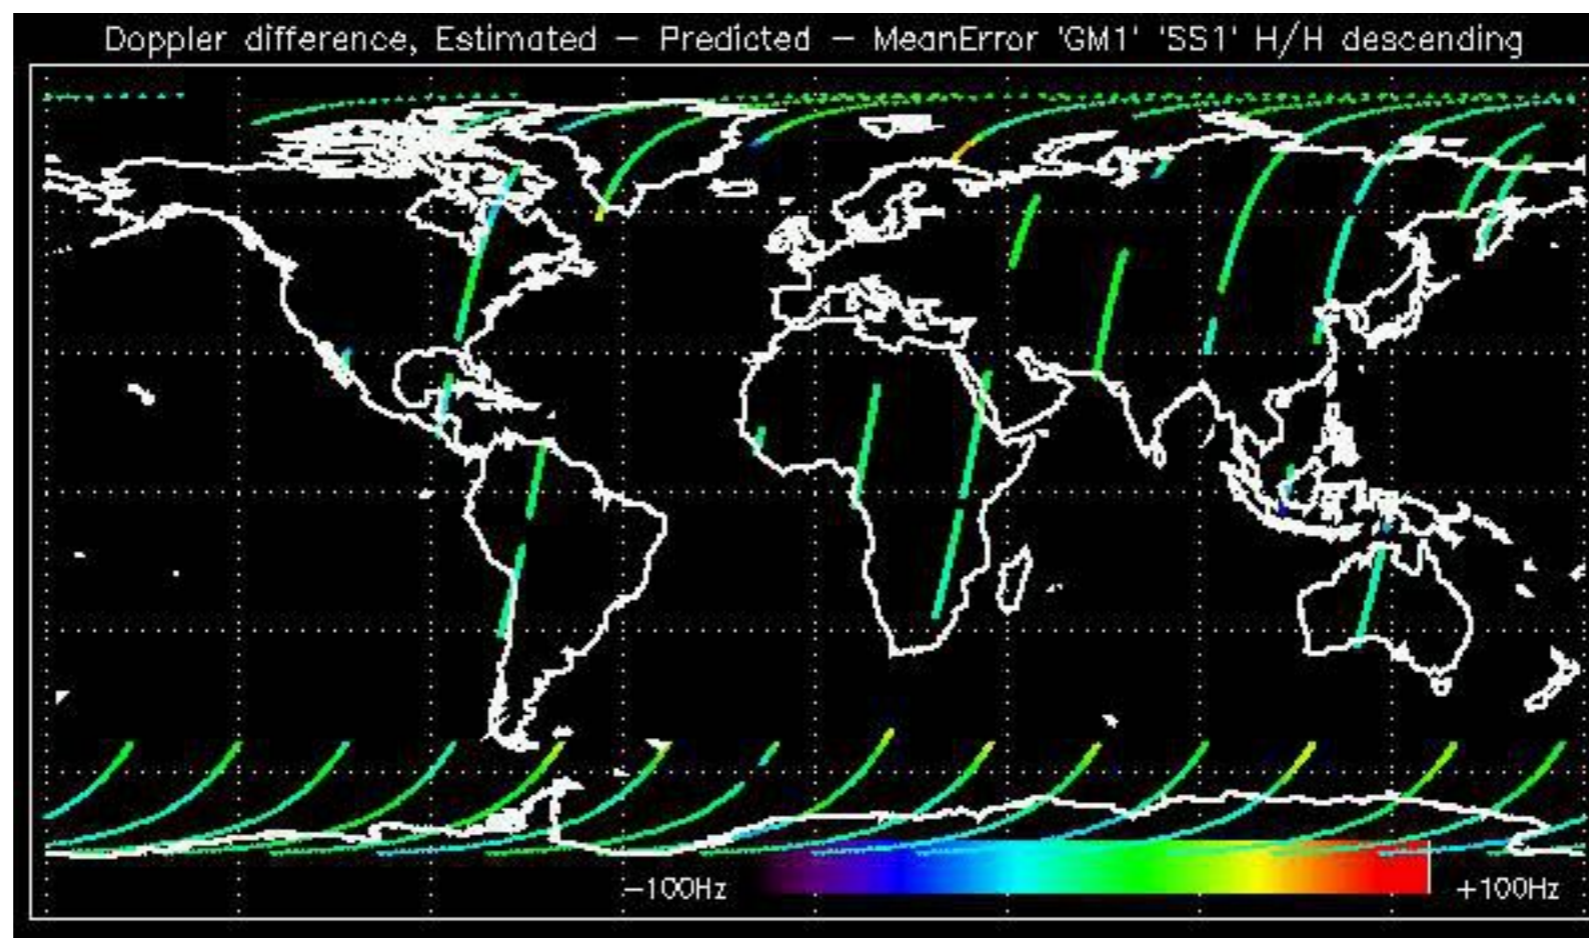 Doppler difference, Estimated – Predicted – MeanError 'GM1' 'SS1' H/H descending
–100Hz +100Hz